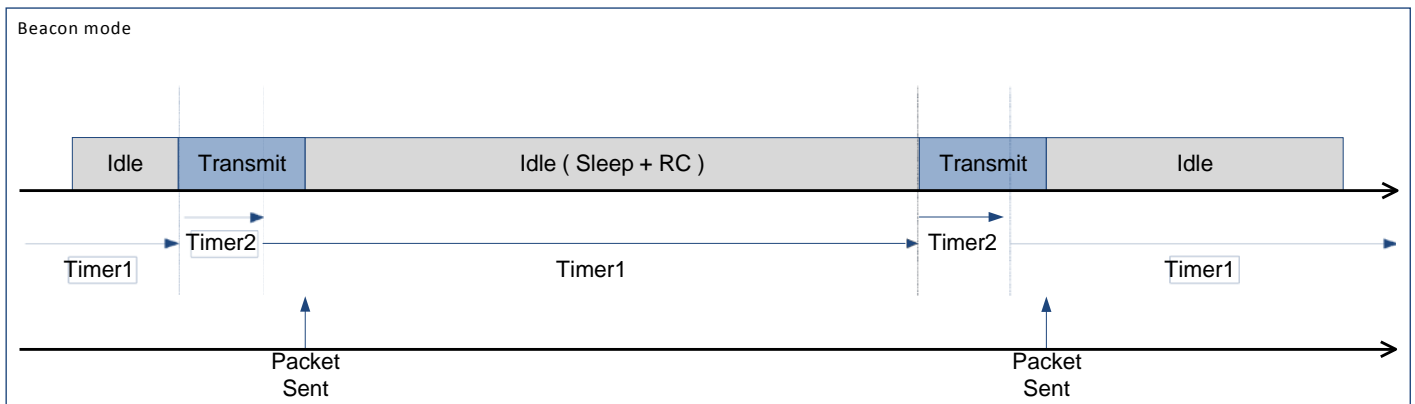 Beacon mode
Idle
Transmit
Idle ( Sleep + RC )
Transmit
Idle
Timer2
Timer2
Timer1
Timer1
Timer1
Packet
Sent
Packet
Sent